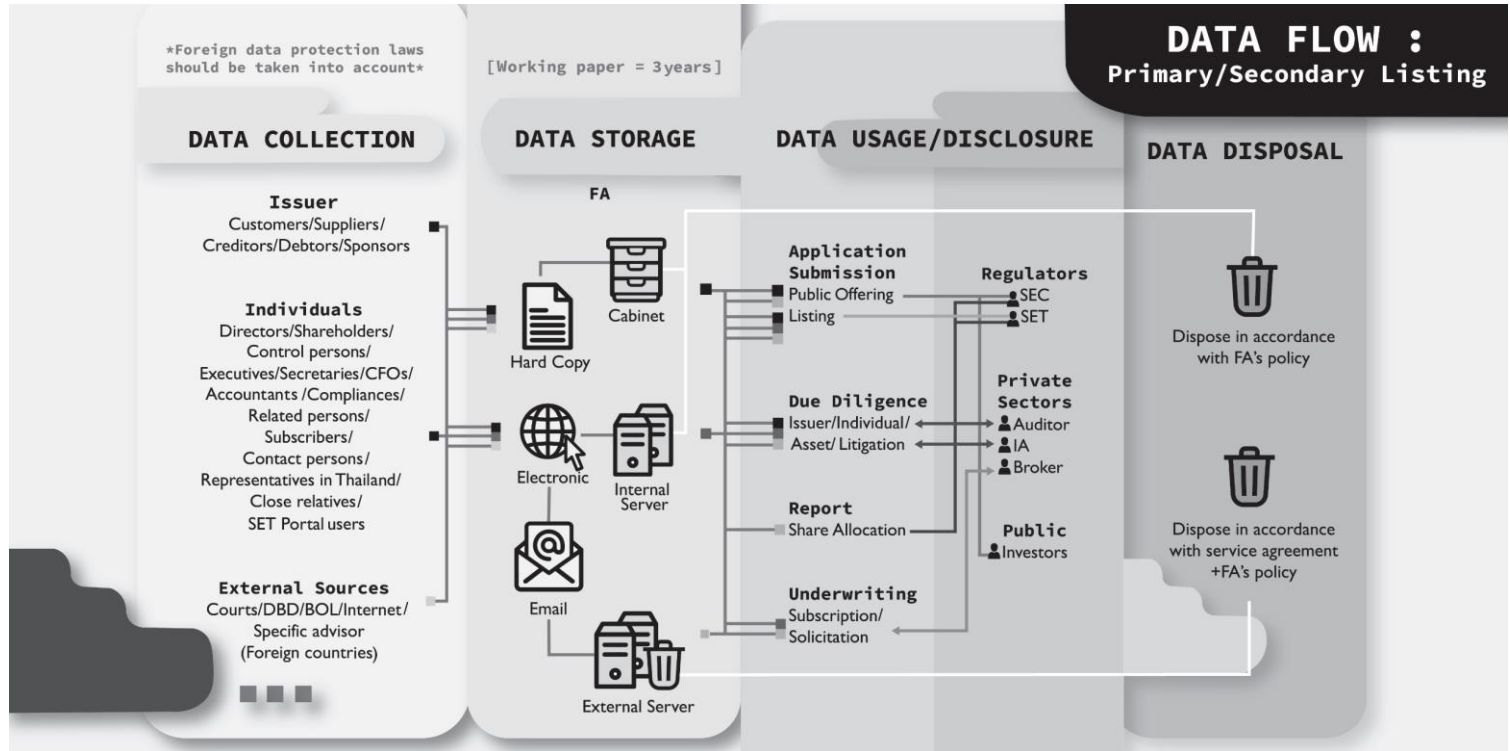 DATA FLOW :
Primary/Secondary Listing
*Foreign data protection laws
should be taken into account*
DATA COLLECTION
Issuer
Customers/Suppliers/
Creditors/Debtors/Sponsors
Individuals
Directors/Shareholders/
Control persons/
Executives/Secretaries/CFOs/
Accountants /Compliances/
Related persons/
Subscribers/
Contact persons/
Representatives in Thailand/
Close relatives/
SET Portal users
External Sources
Courts/DBD/BOL/Internet/
Specific advisor
(Foreign countries)
[Working paper = 3years]
DATA STORAGE
FA
Cabinet
Hard Copy
Electronic
Internal
Server
@
Email
External Server
DATA USAGE/DISCLOSURE
Application
Submission
Public Offering
Listing
Due Diligence
Issuer/Individual/
Asset/ Litigation
Report
Share Allocation
Underwriting
Subscription/
Solicitation
Regulators
SEC
SET
Private
Sectors
Auditor
IA
Broker
Public
Investors
DATA DISPOSAL
Dispose in accordance
with FA's policy
Dispose in accordance
with service agreement
+FA's policy